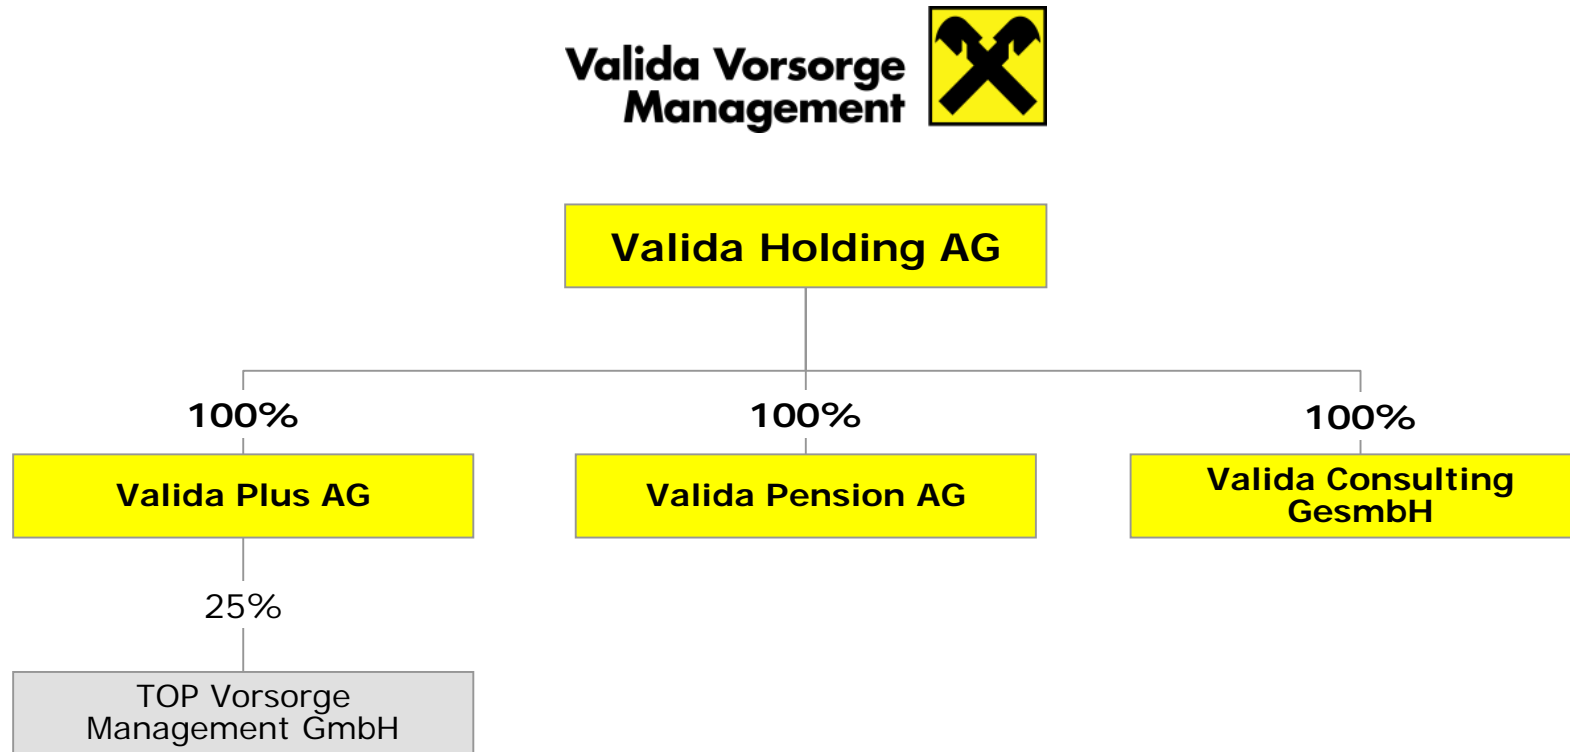 Valida Vorsorge
Management
Valida Holding AG
100%
100%
100%
Valida Plus AG
Valida Pension AG
Valida Consulting
GesmbH
25%
TOP Vorsorge
Management GmbH